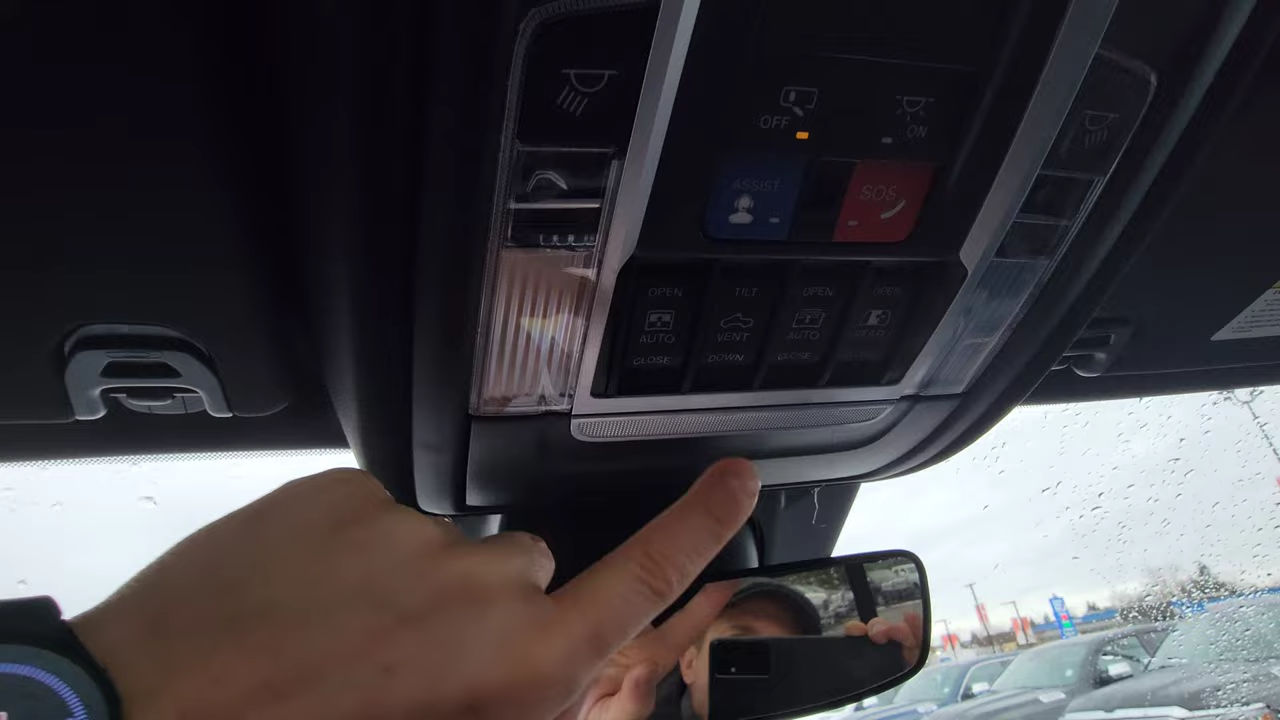 OFF
ON
ASSIST
SOS
OPEN TILT OPEN OPEN
AUTO VENT AUTO
CLOSE DOWN CLOSE